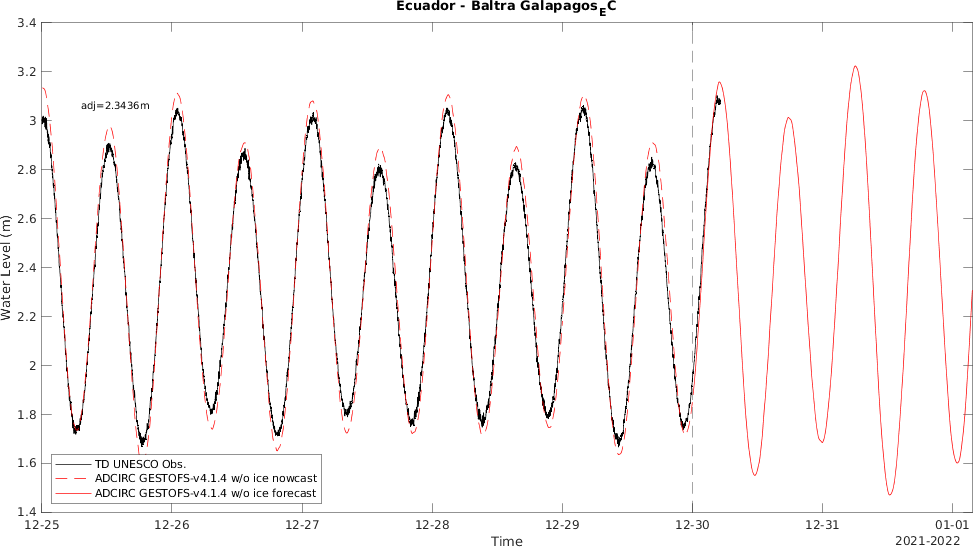 Ecuador - Baltra GalapagosEC
3.4
3.2
3
2.8
2.6
2.4
2.2
2
1.8
1.6
1.4
Water Level (m)
adj=2.3436m
TD UNESCO Obs.
ADCIRC GESTOFS-v4.1.4 w/o ice nowcast
ADCIRC GESTOFS-v4.1.4 w/o ice forecast
12-25 12-26 12-27 12-28 12-29 12-30 12-31 01-01
Time
2021-2022